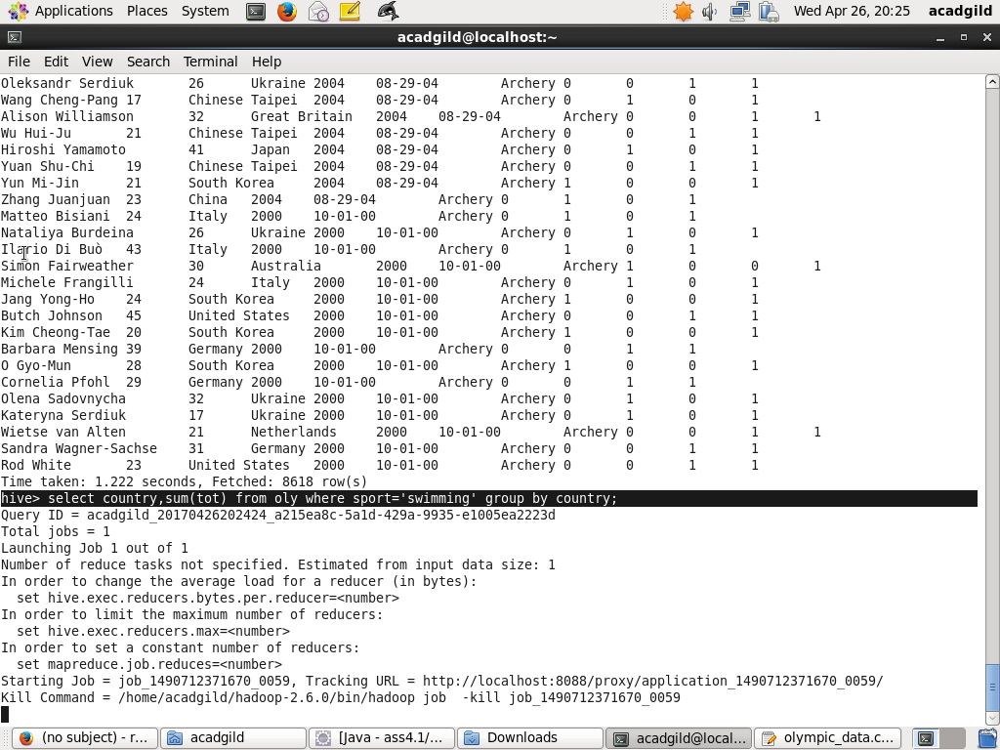 Applications Places System Wed Apr 26, 20:25 acadgild
acadgild@localhost:~
File Edit View Search Terminal Help
Oleksandr Serdiuk 26 Ukraine 2004 08-29-04 Archery 0 0 1 1
Wang Cheng-Pang 17 Chinese Taipei 2004 08-29-04 Archery 0 1 0 1
Alison Williamson 32 Great Britain 2004 08-29-04 Archery 0 0 1 1
Wu Hui-Ju 21 Chinese Taipei 2004 08-29-04 Archery 0 0 1 1
Hiroshi Yamamoto 41 Japan 2004 08-29-04 Archery 0 1 0 1
Yuan Shu-Chi 19 Chinese Taipei 2004 08-29-04 Archery 0 0 1 1
Yun Mi-Jin 21 South Korea 2004 08-29-04 Archery 1 0 0 1
Zhang Juanjuan 23 China 2004 08-29-04 Archery 0 1 0 1
Matteo Bisiani 24 Italy 2000 10-01-00 Archery 0 1 0 1
Nataliya Burdeina 26 Ukraine 2000 10-01-00 Archery 0 1 0 1
Ilario Di Buò 43 Italy 2000 10-01-00 Archery 0 1 0 1
Simon Fairweather 30 Australia 2000 10-01-00 Archery 1 0 0 1
Michele Frangilli 24 Italy 2000 10-01-00 Archery 0 1 0 1
Jang Yong-Ho 24 South Korea 2000 10-01-00 Archery 1 0 0 1
Butch Johnson 45 United States 2000 10-01-00 Archery 0 0 1 1
Kim Cheong-Tae 20 South Korea 2000 10-01-00 Archery 1 0 0 1
Barbara Mensing 39 Germany 2000 10-01-00 Archery 0 0 1 1
O Gyo-Mun 28 South Korea 2000 10-01-00 Archery 1 0 0 1
Cornelia Pfohl 29 Germany 2000 10-01-00 Archery 0 0 1 1
Olena Sadovnycha 32 Ukraine 2000 10-01-00 Archery 0 1 0 1
Kateryna Serdiuk 17 Ukraine 2000 10-01-00 Archery 0 1 0 1
Wietse van Alten 21 Netherlands 2000 10-01-00 Archery 0 0 1 1
Sandra Wagner-Sachse 31 Germany 2000 10-01-00 Archery 0 0 1 1
Rod White 23 United States 2000 10-01-00 Archery 0 0 1 1
Time taken: 1.222 seconds, Fetched: 8618 row(s)
hive> select country,sum(tot) from oly where sport='swimming' group by country;
Query ID = acadgild_20170426202424_a215ea8c-5a1d-429a-9935-e1005ea2223d
Total jobs = 1
Launching Job 1 out of 1
Number of reduce tasks not specified. Estimated from input data size: 1
In order to change the average load for a reducer (in bytes):
set hive.exec.reducers.bytes.per.reducer=<number>
In order to limit the maximum number of reducers:
set hive.exec.reducers.max=<number>
In order to set a constant number of reducers:
set mapreduce.job.reduces=<number>
Starting Job = job_1490712371670_0059, Tracking URL = http://localhost:8088/proxy/application_1490712371670_0059/
Kill Command = /home/acadgild/hadoop-2.6.0/bin/hadoop job  -kill job_1490712371670_0059
(no subject) - r... acadgild [Java - ass4.1/... Downloads acadgild@local... olympic_data.c...